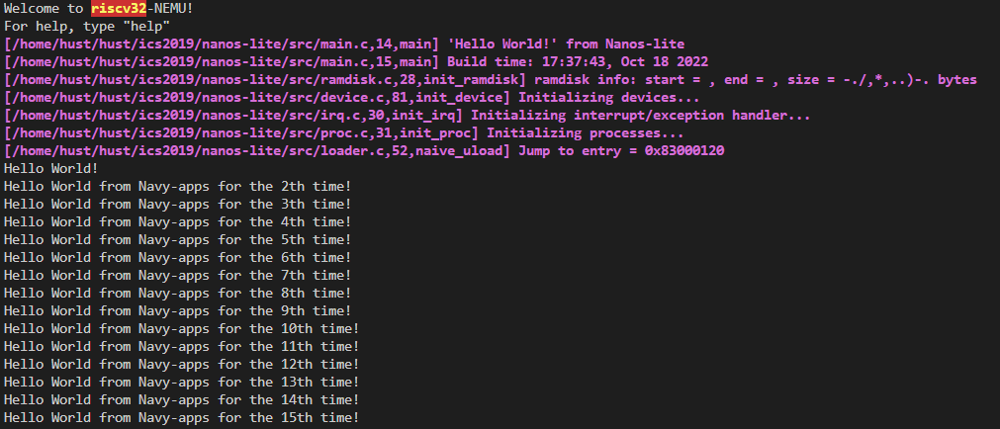 Welcome to riscv32-NEMU!
For help, type "help"
[/home/hust/hust/ics2019/nanos-lite/src/main.c,14,main] 'Hello World!' from Nanos-lite
[/home/hust/hust/ics2019/nanos-lite/src/main.c,15,main] Build time: 17:37:43, Oct 18 2022
[/home/hust/hust/ics2019/nanos-lite/src/ramdisk.c,28,init_ramdisk] ramdisk info: start = , end = , size = -./,*,..)-. bytes
[/home/hust/hust/ics2019/nanos-lite/src/device.c,81,init_device] Initializing devices...
[/home/hust/hust/ics2019/nanos-lite/src/irq.c,30,init_irq] Initializing interrupt/exception handler...
[/home/hust/hust/ics2019/nanos-lite/src/proc.c,31,init_proc] Initializing processes...
[/home/hust/hust/ics2019/nanos-lite/src/loader.c,52,naive_uload] Jump to entry = 0x83000120
Hello World!
Hello World from Navy-apps for the 2th time!
Hello World from Navy-apps for the 3th time!
Hello World from Navy-apps for the 4th time!
Hello World from Navy-apps for the 5th time!
Hello World from Navy-apps for the 6th time!
Hello World from Navy-apps for the 7th time!
Hello World from Navy-apps for the 8th time!
Hello World from Navy-apps for the 9th time!
Hello World from Navy-apps for the 10th time!
Hello World from Navy-apps for the 11th time!
Hello World from Navy-apps for the 12th time!
Hello World from Navy-apps for the 13th time!
Hello World from Navy-apps for the 14th time!
Hello World from Navy-apps for the 15th time!